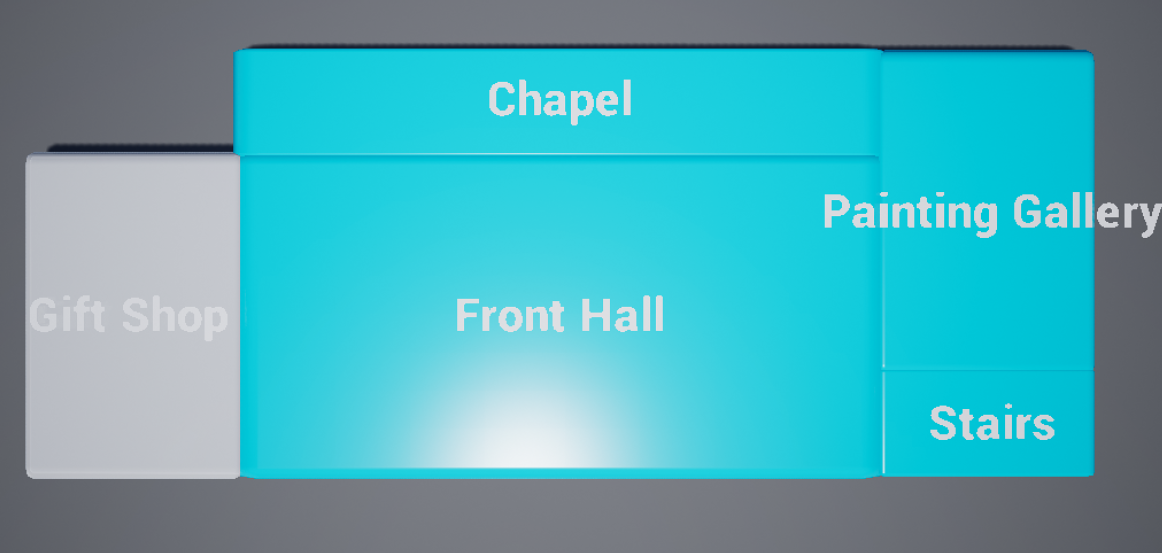 Chapel
Painting Gallery
Gift Shop
Front Hall
Stairs